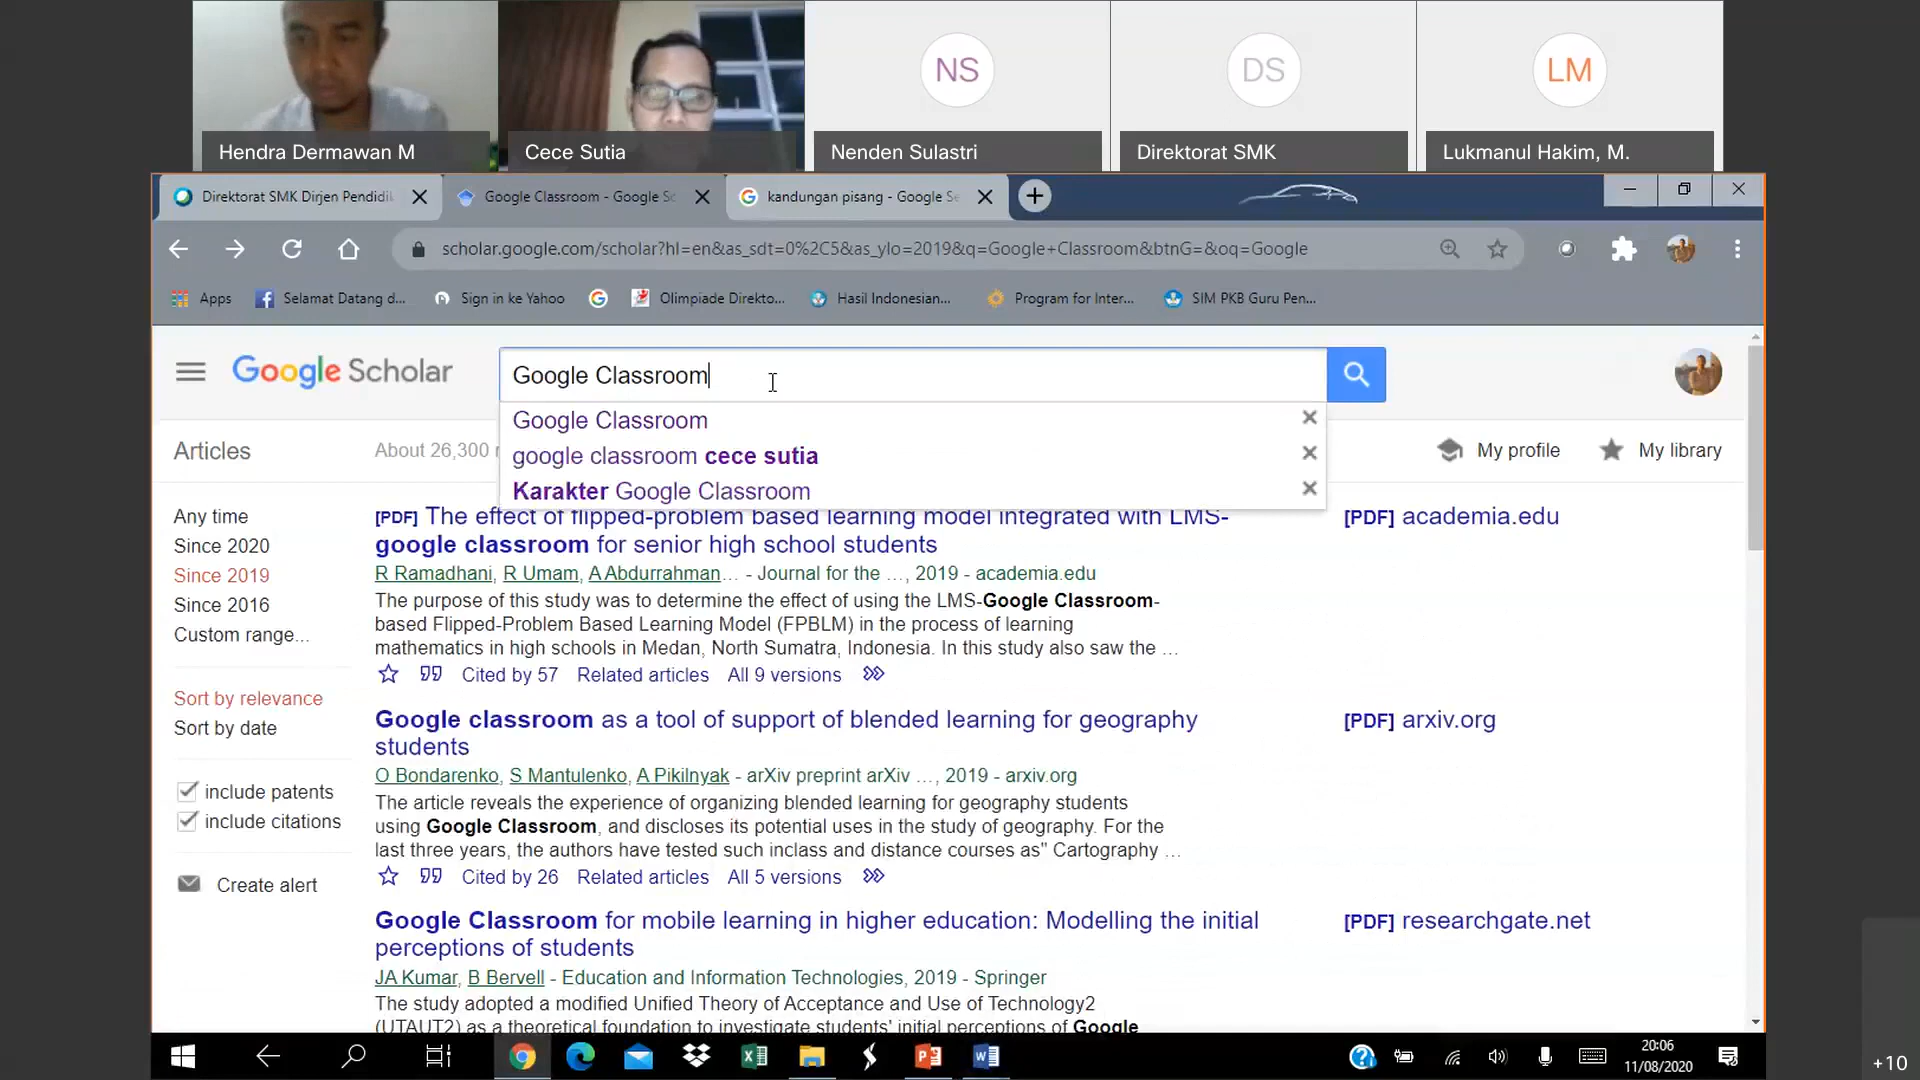 NS
DS
LM
Hendra Dermawan M
Cece Sutia
Nenden Sulastri
Direktorat SMK
Lukmanul Hakim, M.
Direktorat SMK Dirjen Pendidi
Google Classroom - Google Sc
kandungan pisang - Google Se
scholar.google.com/scholar?hl=en&as_sdt=0%2C5&as_ylo=2019&q=Google+Classroom&btnG=&oq=Google
Apps
Selamat Datang d...
Sign in ke Yahoo
Olimpiade Direkto...
Hasil Indonesian...
Program for Inter...
SIM PKB Guru Pen...
Google Scholar
Google Classroom
Google Classroom
google classroom cece sutia
Karakter Google Classroom
Articles
About 26,300 r
My profile
My library
Any time
Since 2020
Since 2019
Since 2016
Custom range...
Sort by relevance
Sort by date
include patents
include citations
Create alert
[PDF] The effect of flipped-problem based learning model integrated with LMS-
google classroom for senior high school students
R Ramadhani, R Umam, A Abdurrahman… - Journal for the …, 2019 - academia.edu
The purpose of this study was to determine the effect of using the LMS-Google Classroom-
based Flipped-Problem Based Learning Model (FPBLM) in the process of learning
mathematics in high schools in Medan, North Sumatra, Indonesia. In this study also saw the …
Cited by 57 Related articles All 9 versions
[PDF] academia.edu
Google classroom as a tool of support of blended learning for geography
students
O Bondarenko, S Mantulenko, A Pikilnyak - arXiv preprint arXiv …, 2019 - arxiv.org
The article reveals the experience of organizing blended learning for geography students
using Google Classroom, and discloses its potential uses in the study of geography. For the
last three years, the authors have tested such inclass and distance courses as" Cartography …
Cited by 26 Related articles All 5 versions
[PDF] arxiv.org
Google Classroom for mobile learning in higher education: Modelling the initial
perceptions of students
JA Kumar, B Bervell - Education and Information Technologies, 2019 - Springer
The study adopted a modified Unified Theory of Acceptance and Use of Technology2
(UTAUT2) as a theoretical foundation to investigate students' initial perceptions of Google
[PDF] researchgate.net
20:06
11/08/2020
+10